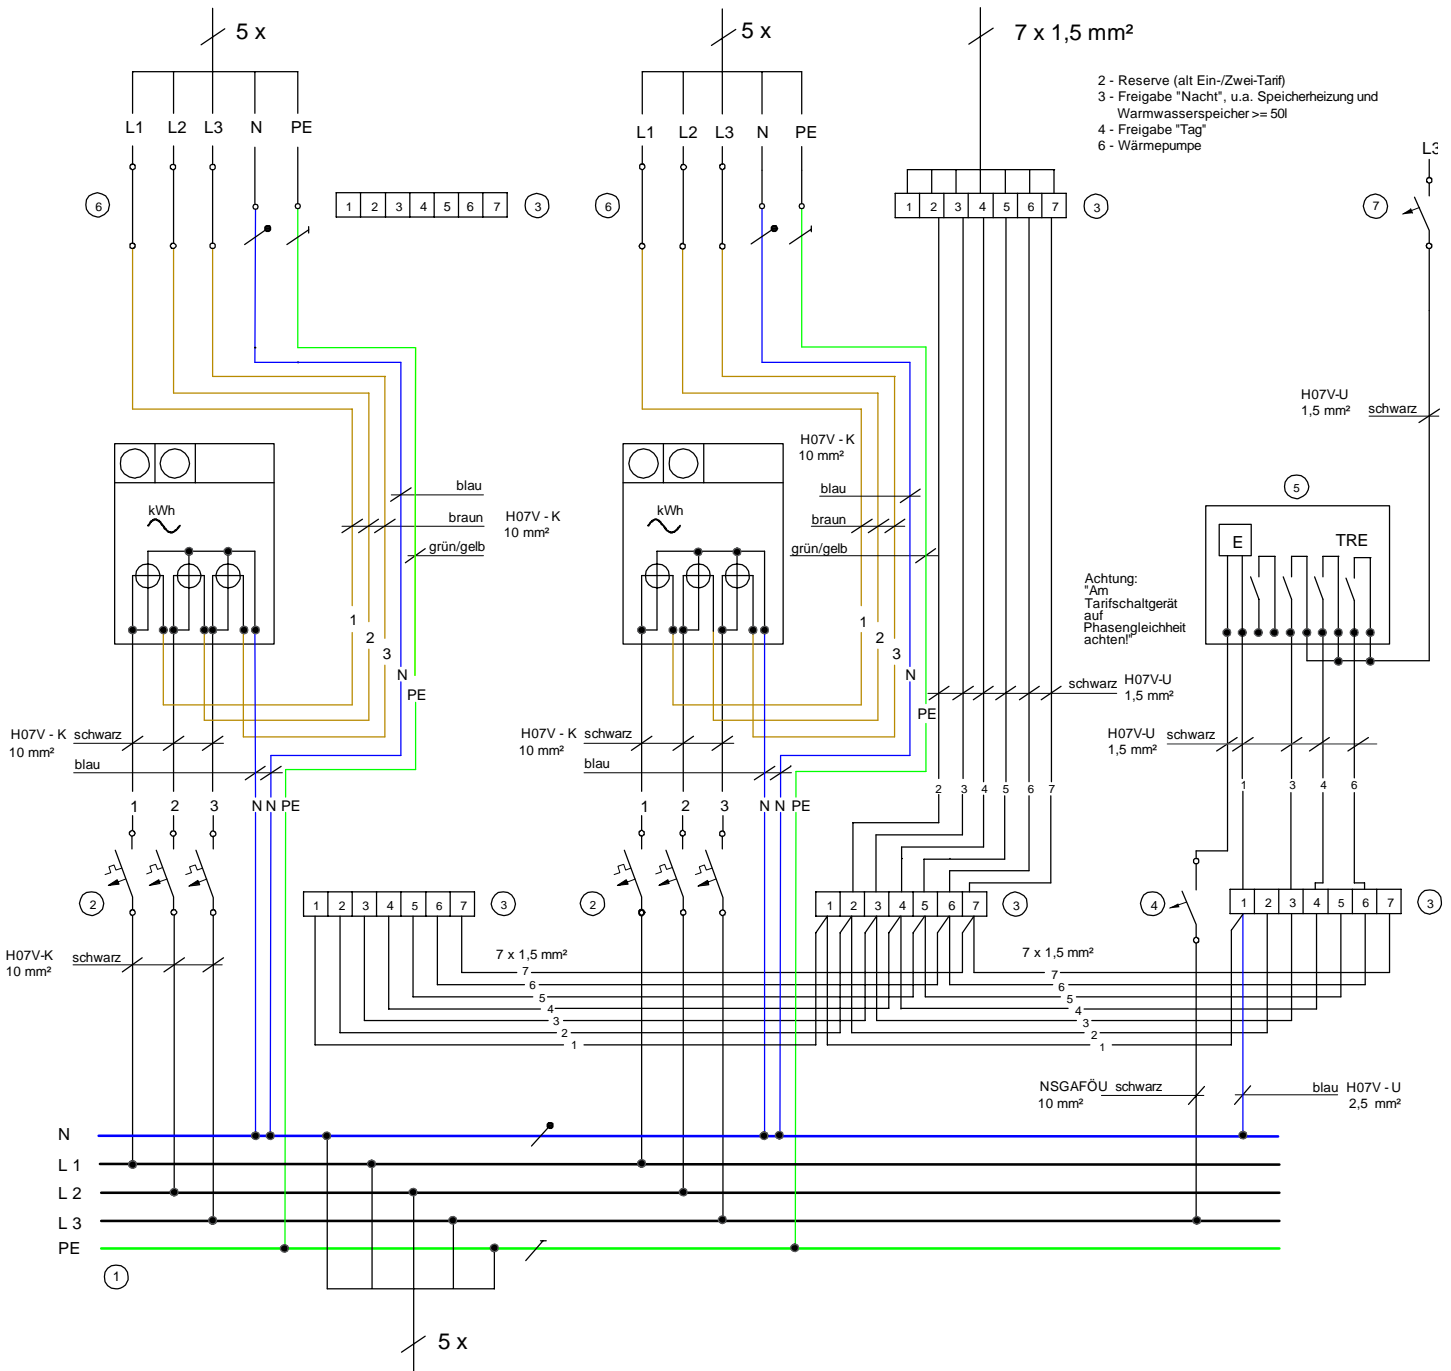 5 x
5 x
7 x 1,5 mm²
2 - Reserve (alt Ein-/Zwei-Tarif)
3 - Freigabe "Nacht", u.a. Speicherheizung und
Warmwasserspeicher >= 50l
4 - Freigabe "Tag"
6 - Wärmepumpe
L1 L2 L3 N PE
L1 L2 L3 N PE
L3
6
1 2 3 4 5 6 7
3
6
1 2 3 4 5 6 7
3
7
H07V-U
1,5 mm²
schwarz
kWh
blau
braun
grün/gelb
H07V - K
10 mm²
kWh
H07V - K
10 mm²
blau
braun
grün/gelb
5
E
TRE
Achtung:
"Am
Tarifschaltgerät
auf
Phasengleichheit
achten!"
1
2
3
N
PE
1
2
3
N
PE
schwarz
H07V-U
1,5 mm²
H07V - K
10 mm²
schwarz
blau
H07V - K
10 mm²
schwarz
blau
H07V-U
1,5 mm²
schwarz
1 2 3 N N PE
1 2 3 N N PE
2 3 4 5 6 7
1 3 4 6
2
1 2 3 4 5 6 7
3
2
1 2 3 4 5 6 7
3
4
1 2 3 4 5 6 7
3
H07V-K
10 mm²
schwarz
7 x 1,5 mm²
7
6
5
4
3
2
1
7 x 1,5 mm²
7
6
5
4
3
2
1
NSGAFÖU
10 mm²
schwarz
blau
H07V - U
2,5 mm²
N
L 1
L 2
L 3
PE
1
5 x